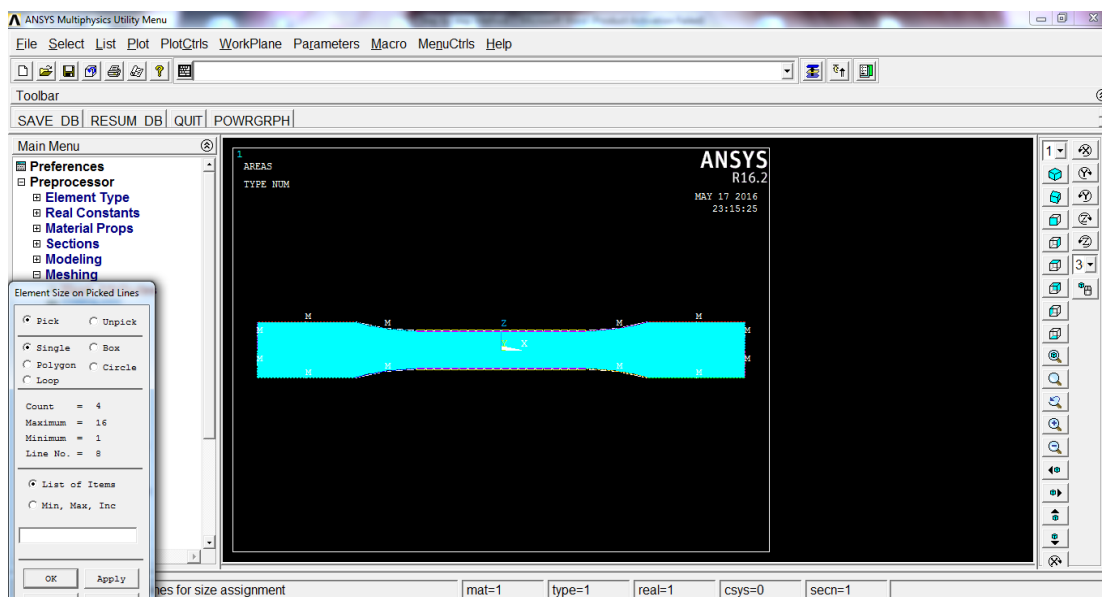 ANSYS Multiphysics Utility Menu
File Select List Plot PlotCtrls WorkPlane Parameters Macro MenuCtrls Help
Toolbar
SAVE_DB RESUM_DB QUIT POWRGRPH
Main Menu
Preferences
Preprocessor
Element Type
Real Constants
Material Props
Sections
Modeling
Meshing
Element Size on Picked Lines
Pick Unpick
Single Box
Polygon Circle
Loop
Count = 4
Maximum = 16
Minimum = 1
Line No. = 8
List of Items
Min, Max, Inc
OK Apply
1
AREAS
TYPE NUM
ANSYS
R16.2
MAY 17 2016
23:15:25
M M
M M
M Z M
Y X
M M
M M
M M
1
3
nes for size assignment
mat=1 type=1 real=1 csys=0 secn=1